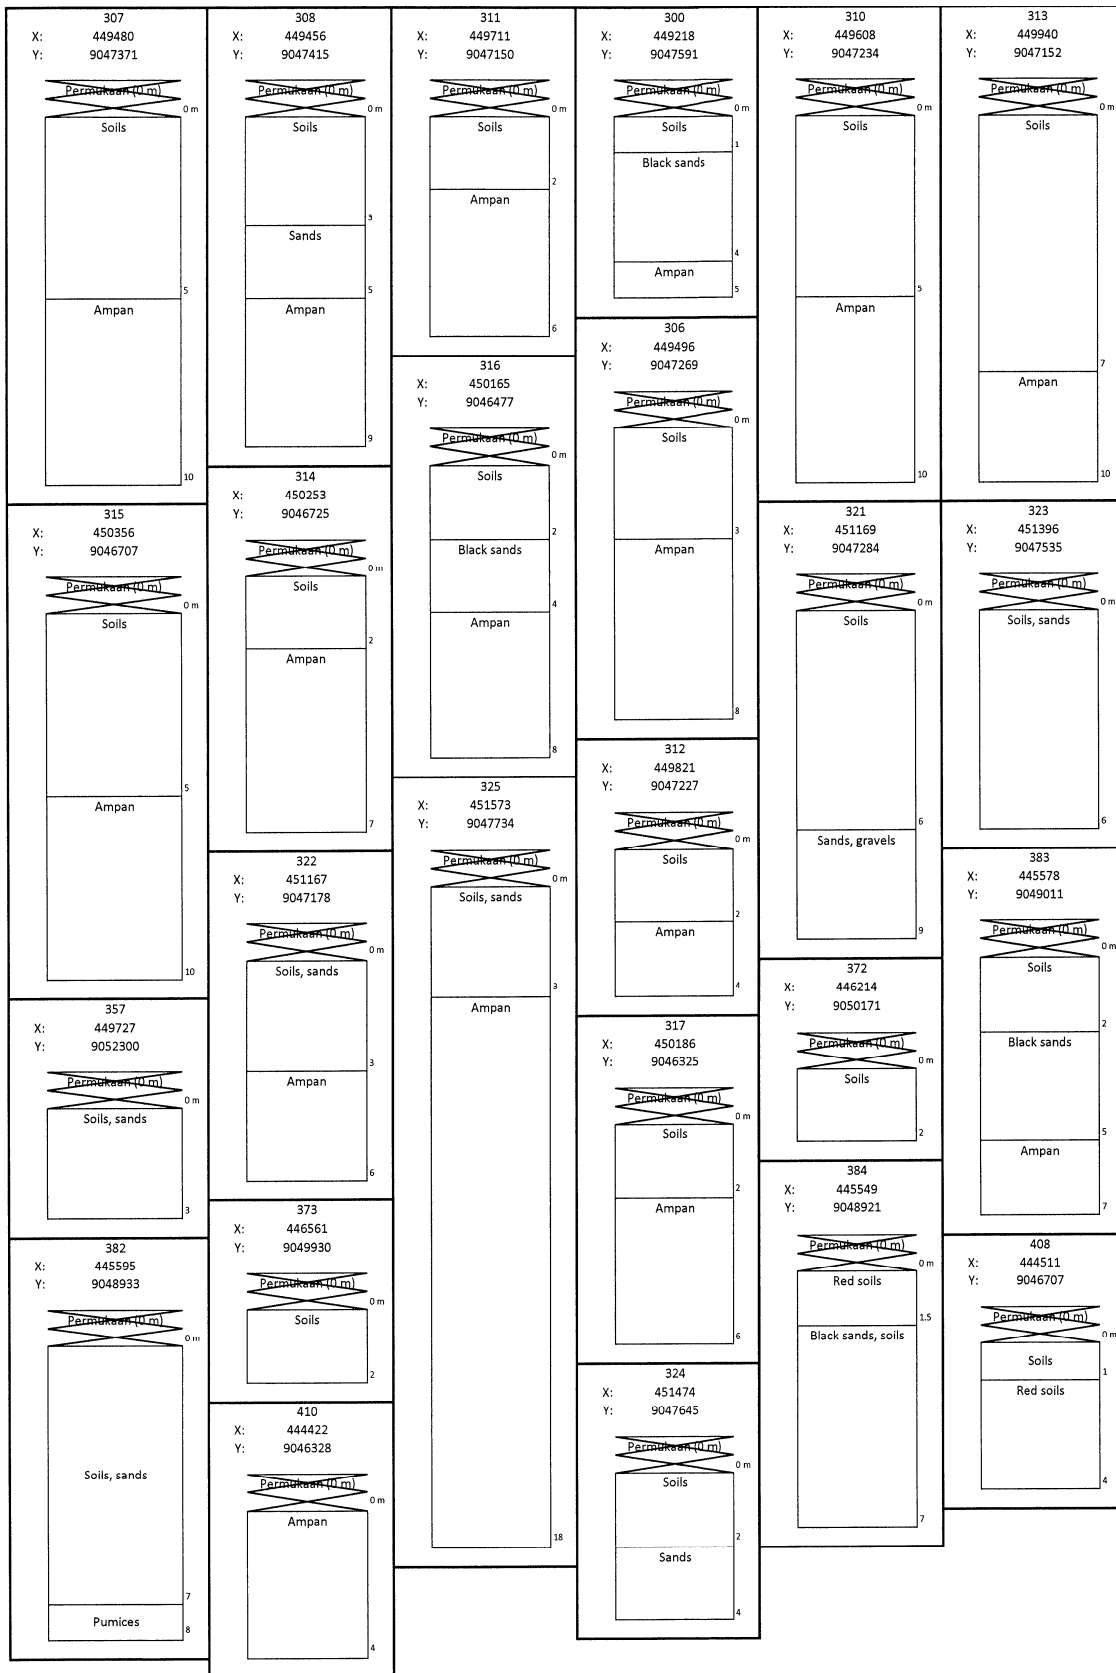 307
X: 449480
Y: 9047371
Permukaan (0 m)
0 m
Soils
5
Ampan
10
315
X: 450356
Y: 9046707
Permukaan (0 m)
0 m
Soils
5
Ampan
10
357
X: 449727
Y: 9052300
Permukaan (0 m)
0 m
Soils, sands
3
382
X: 445595
Y: 9048933
Permukaan (0 m)
0 m
Soils, sands
7
Pumices
8
308
X: 449456
Y: 9047415
Permukaan (0 m)
0 m
Soils
3
Sands
5
Ampan
9
314
X: 450253
Y: 9046725
Permukaan (0 m)
0 m
Soils
2
Ampan
7
322
X: 451167
Y: 9047178
Permukaan (0 m)
0 m
Soils, sands
3
Ampan
6
373
X: 446561
Y: 9049930
Permukaan (0 m)
0 m
Soils
2
410
X: 444422
Y: 9046328
Permukaan (0 m)
0 m
Ampan
4
311
X: 449711
Y: 9047150
Permukaan (0 m)
0 m
Soils
2
Ampan
6
316
X: 450165
Y: 9046477
Permukaan (0 m)
0 m
Soils
2
Black sands
4
Ampan
8
325
X: 451573
Y: 9047734
Permukaan (0 m)
0 m
Soils, sands
3
Ampan
18
300
X: 449218
Y: 9047591
Permukaan (0 m)
0 m
Soils
1
Black sands
4
Ampan
5
306
X: 449496
Y: 9047269
Permukaan (0 m)
0 m
Soils
3
Ampan
8
312
X: 449821
Y: 9047227
Permukaan (0 m)
0 m
Soils
2
Ampan
4
317
X: 450186
Y: 9046325
Permukaan (0 m)
0 m
Soils
2
Ampan
6
324
X: 451474
Y: 9047645
Permukaan (0 m)
0 m
Soils
2
Sands
4
310
X: 449608
Y: 9047234
Permukaan (0 m)
0 m
Soils
5
Ampan
10
321
X: 451169
Y: 9047284
Permukaan (0 m)
0 m
Soils
6
Sands, gravels
9
372
X: 446214
Y: 9050171
Permukaan (0 m)
0 m
Soils
2
384
X: 445549
Y: 9048921
Permukaan (0 m)
0 m
Red soils
1.5
Black sands, soils
7
313
X: 449940
Y: 9047152
Permukaan (0 m)
0 m
Soils
7
Ampan
10
323
X: 451396
Y: 9047535
Permukaan (0 m)
0 m
Soils, sands
6
383
X: 445578
Y: 9049011
Permukaan (0 m)
0 m
Soils
2
Black sands
5
Ampan
7
408
X: 444511
Y: 9046707
Permukaan (0 m)
0 m
Soils
1
Red soils
4